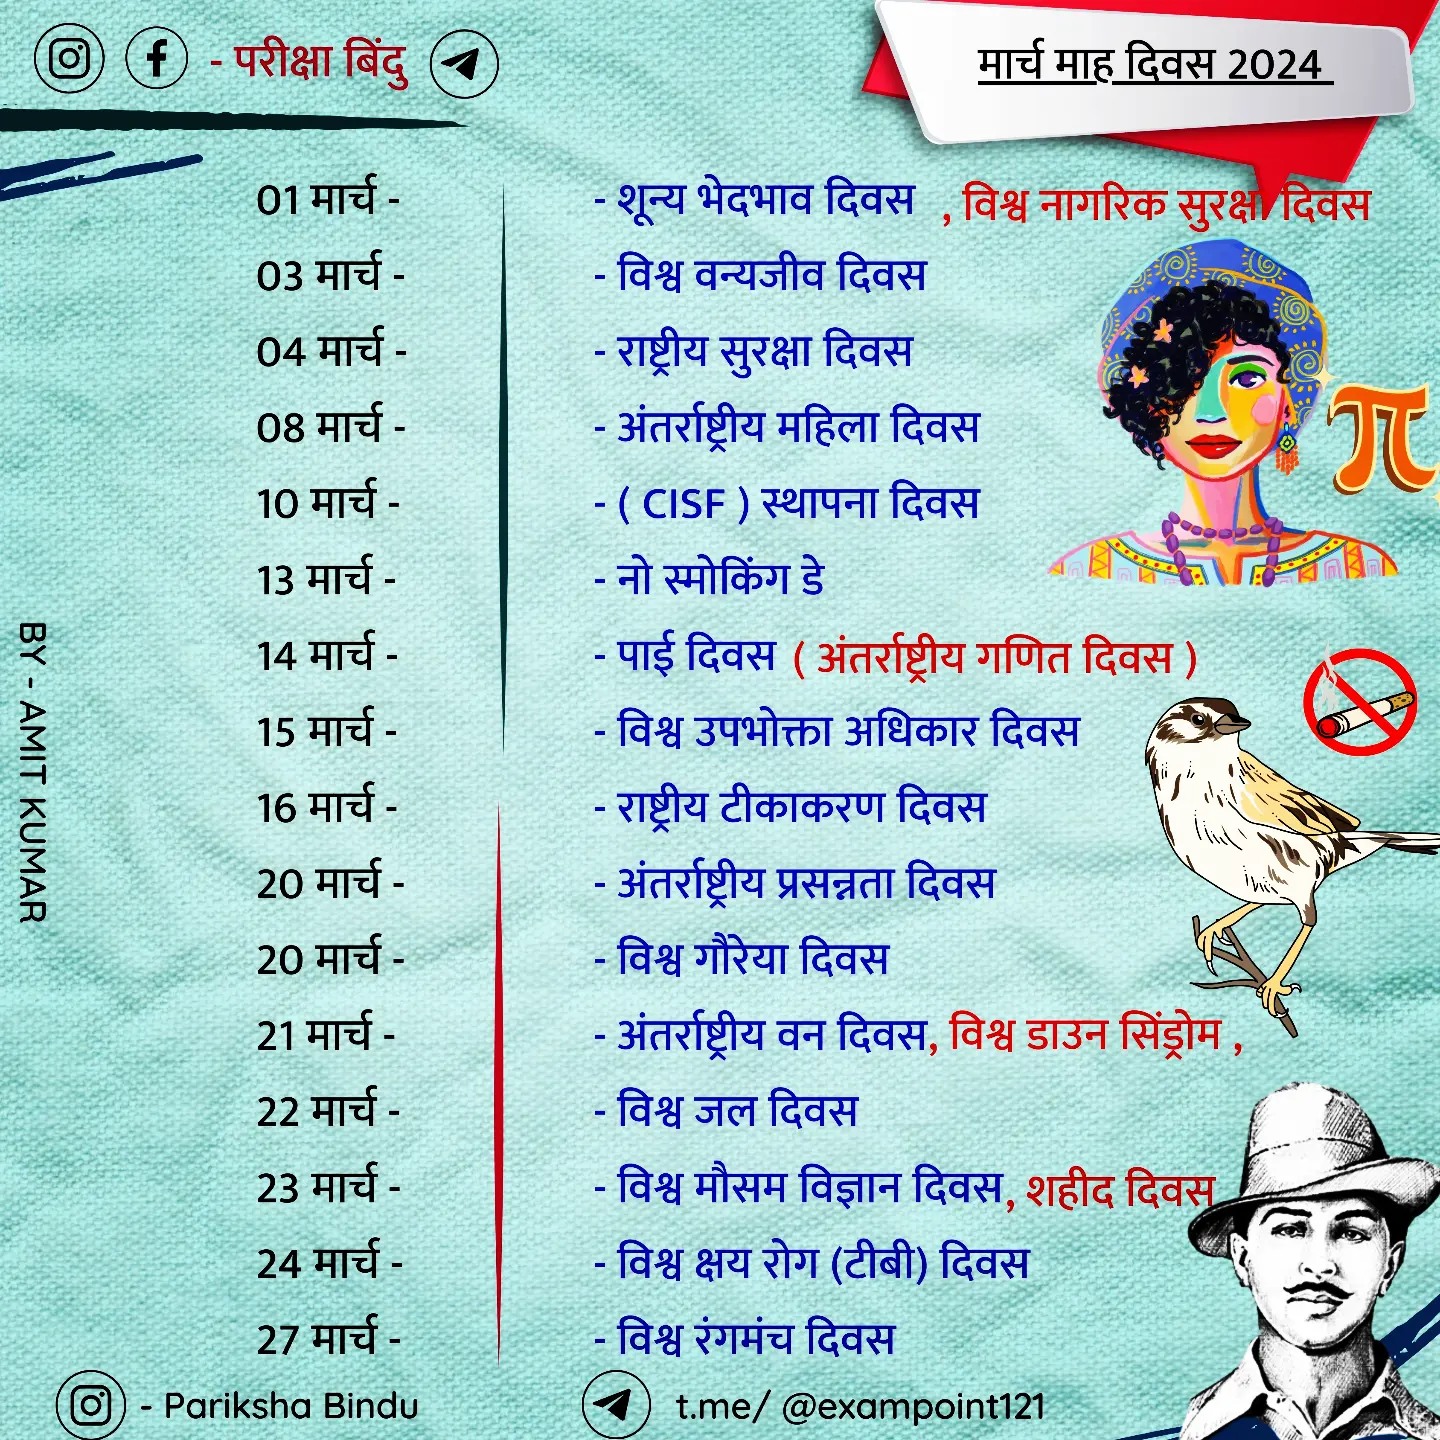 - परीक्षा बिंदु
मार्च माह दिवस 2024
01 मार्च - - शून्य भेदभाव दिवस , विश्व नागरिक सुरक्षा दिवस
03 मार्च - - विश्व वन्यजीव दिवस
04 मार्च - - राष्ट्रीय सुरक्षा दिवस
08 मार्च - - अंतर्राष्ट्रीय महिला दिवस
10 मार्च - - ( CISF ) स्थापना दिवस
13 मार्च - - नो स्मोकिंग डे
14 मार्च - - पाई दिवस ( अंतर्राष्ट्रीय गणित दिवस )
15 मार्च - - विश्व उपभोक्ता अधिकार दिवस
16 मार्च - - राष्ट्रीय टीकाकरण दिवस
20 मार्च - - अंतर्राष्ट्रीय प्रसन्नता दिवस
20 मार्च - - विश्व गौरेया दिवस
21 मार्च - - अंतर्राष्ट्रीय वन दिवस, विश्व डाउन सिंड्रोम ,
22 मार्च - - विश्व जल दिवस
23 मार्च - - विश्व मौसम विज्ञान दिवस, शहीद दिवस
24 मार्च - - विश्व क्षय रोग (टीबी) दिवस
27 मार्च - - विश्व रंगमंच दिवस
π
BY - AMIT KUMAR
- Pariksha Bindu
t.me/ @exampoint121